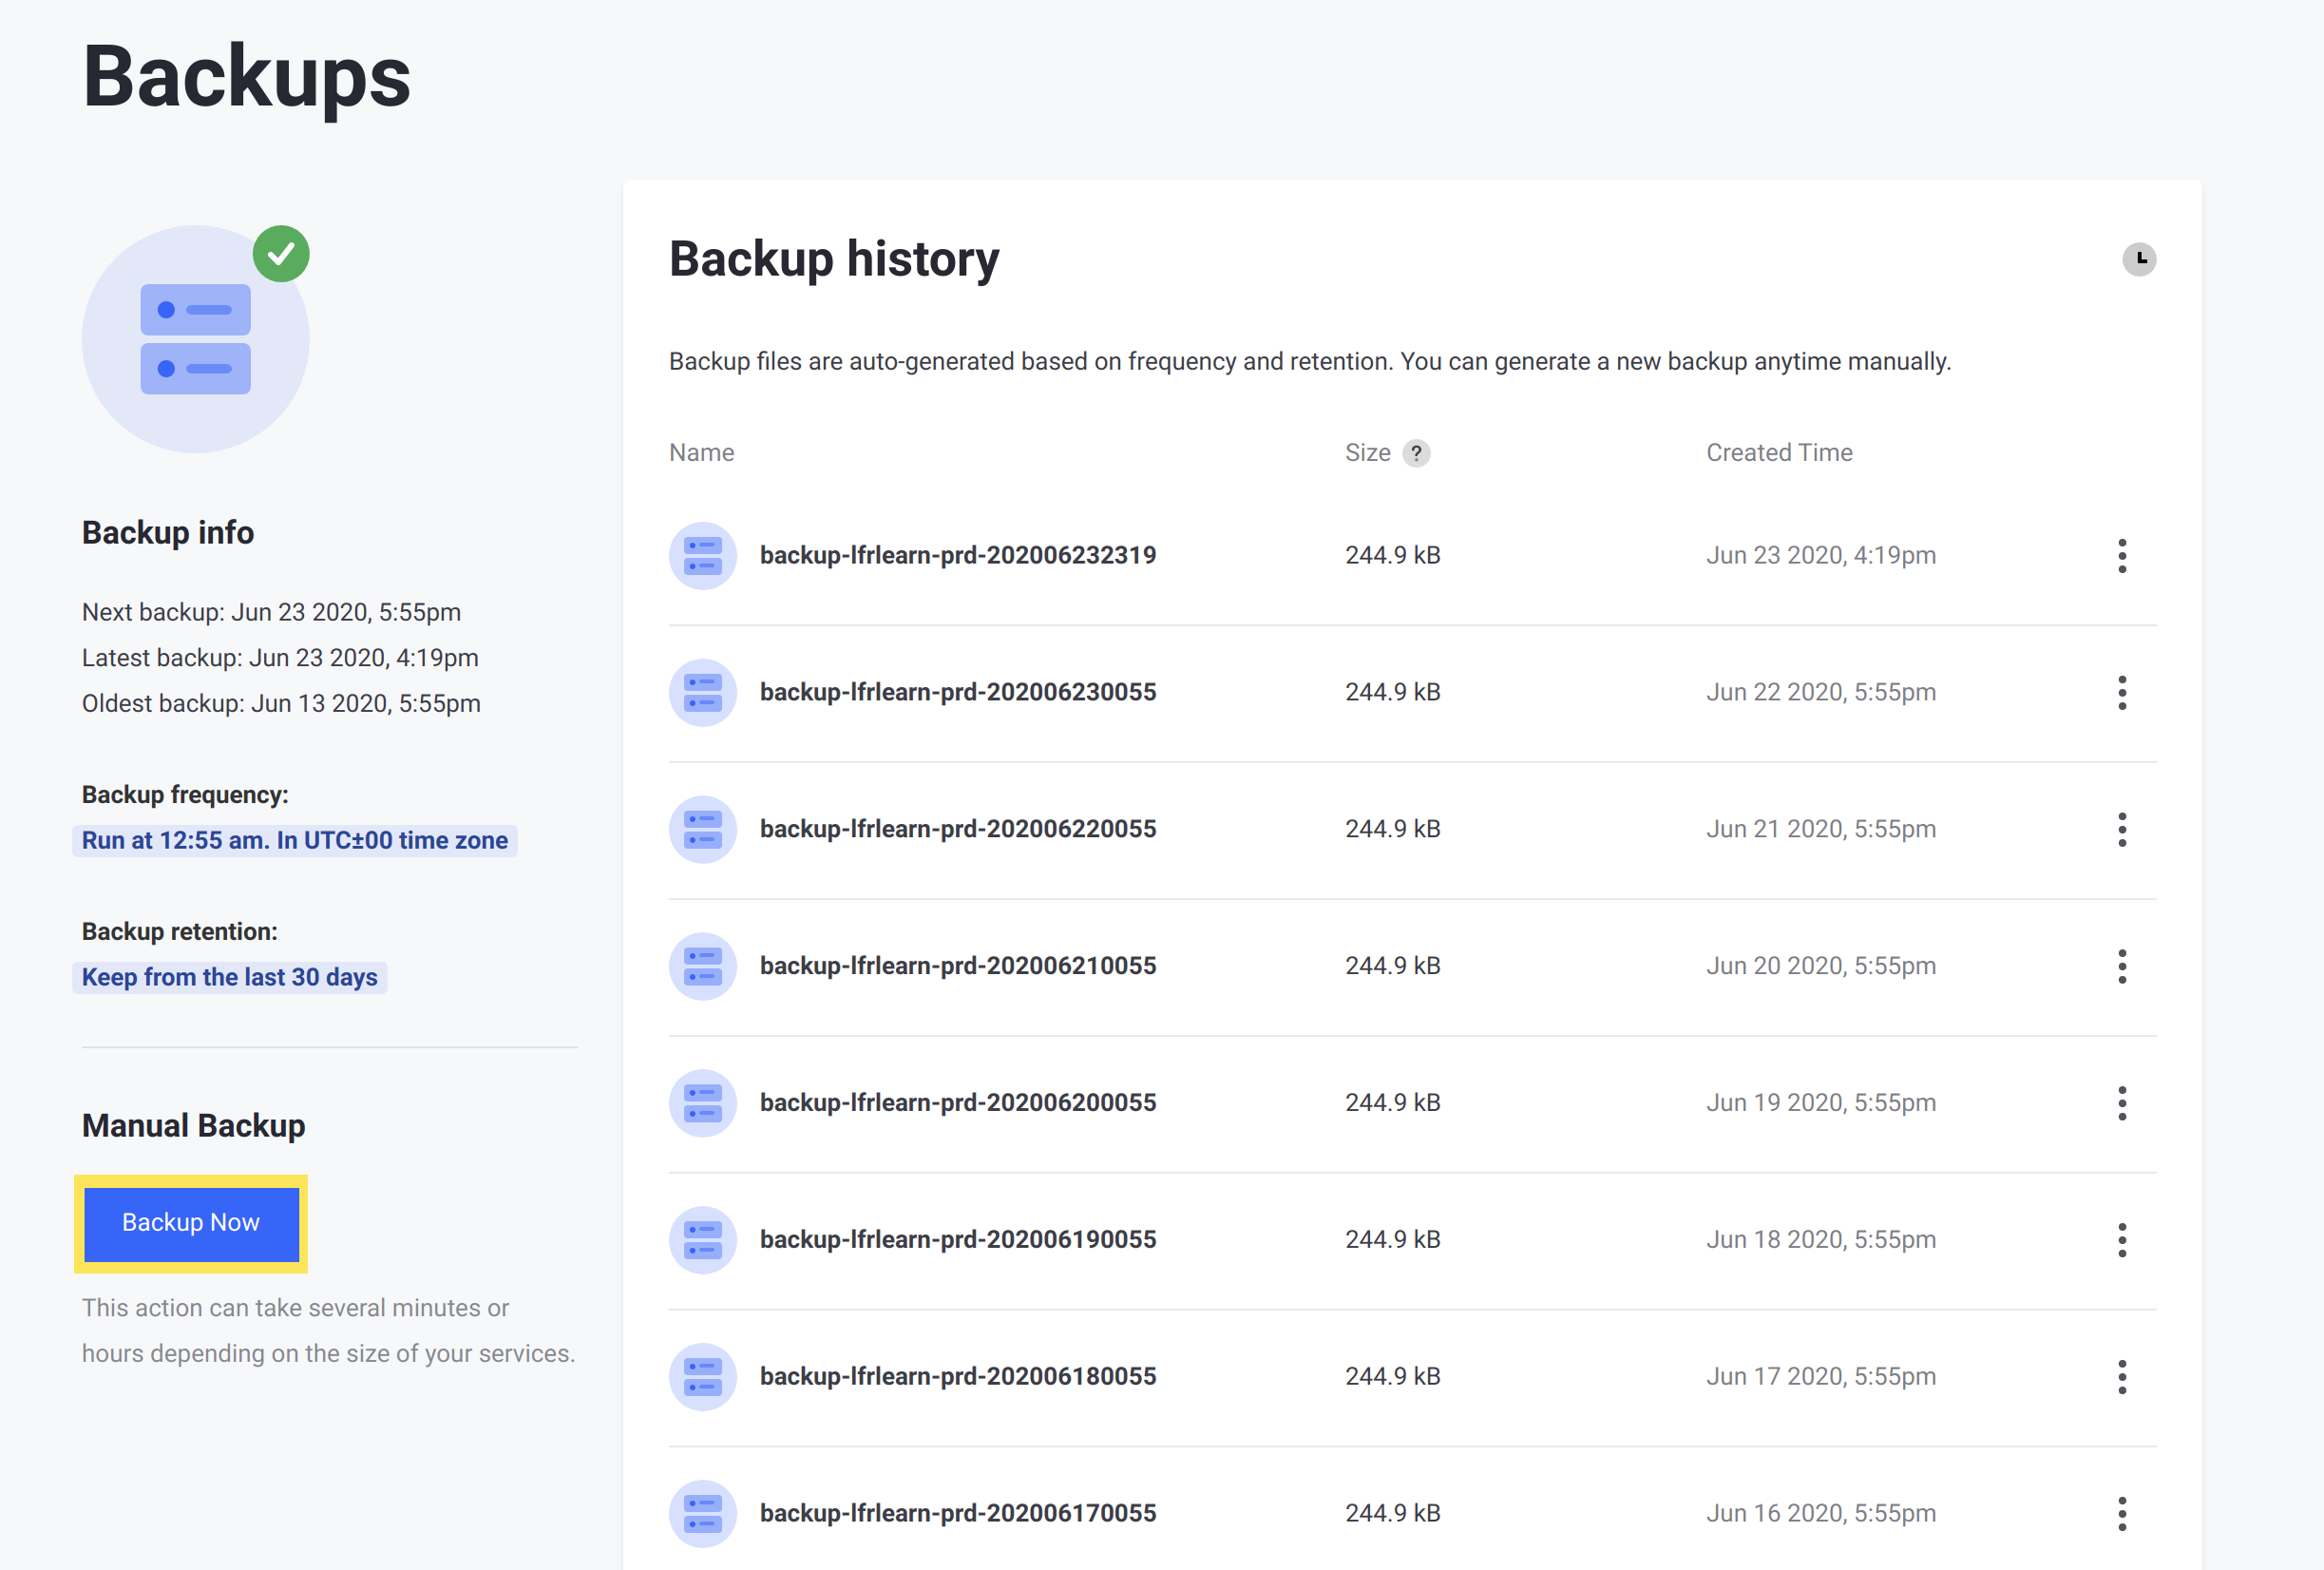 Backups
Backup info
Next backup: Jun 23 2020, 5:55pm
Latest backup: Jun 23 2020, 4:19pm
Oldest backup: Jun 13 2020, 5:55pm
Backup frequency:
Run at 12:55 am. In UTC±00 time zone
Backup retention:
Keep from the last 30 days
Manual Backup
Backup Now
This action can take several minutes or
hours depending on the size of your services.
Backup history
Backup files are auto-generated based on frequency and retention. You can generate a new backup anytime manually.
Name Size ? Created Time
backup-lfrlearn-prd-202006232319 244.9 kB Jun 23 2020, 4:19pm
backup-lfrlearn-prd-202006230055 244.9 kB Jun 22 2020, 5:55pm
backup-lfrlearn-prd-202006220055 244.9 kB Jun 21 2020, 5:55pm
backup-lfrlearn-prd-202006210055 244.9 kB Jun 20 2020, 5:55pm
backup-lfrlearn-prd-202006200055 244.9 kB Jun 19 2020, 5:55pm
backup-lfrlearn-prd-202006190055 244.9 kB Jun 18 2020, 5:55pm
backup-lfrlearn-prd-202006180055 244.9 kB Jun 17 2020, 5:55pm
backup-lfrlearn-prd-202006170055 244.9 kB Jun 16 2020, 5:55pm